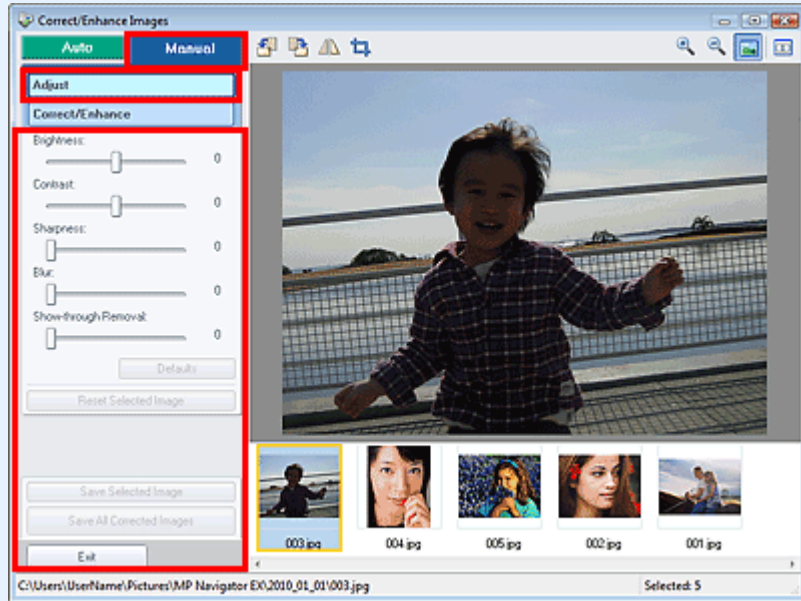 Correct/Enhance Images
Auto Manual
Adjust
Correct/Enhance
Brightness:
0
Contrast:
0
Sharpness:
0
Blur:
0
Show-through Removal:
0
Defaults
Reset Selected Image
Save Selected Image
Save All Corrected Images
Exit
003.jpg 004.jpg 005.jpg 002.jpg 001.jpg
C:\Users\UserName\Pictures\MP Navigator EX\2010_01_01\003.jpg Selected: 5